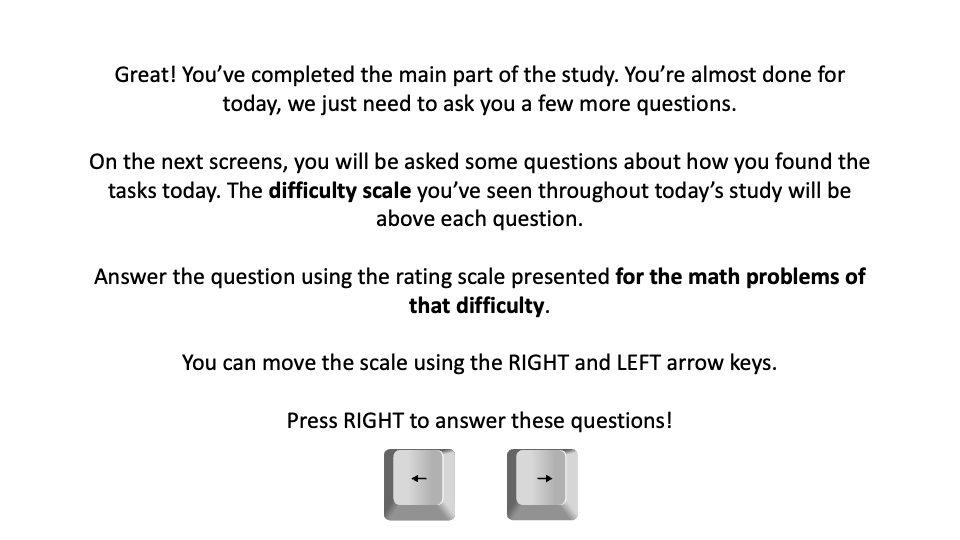 Great! You’ve completed the main part of the study. You’re almost done for
today, we just need to ask you a few more questions.
On the next screens, you will be asked some questions about how you found the
tasks today. The difficulty scale you’ve seen throughout today’s study will be
above each question.
Answer the question using the rating scale presented for the math problems of
that difficulty.
You can move the scale using the RIGHT and LEFT arrow keys.
Press RIGHT to answer these questions!
← →